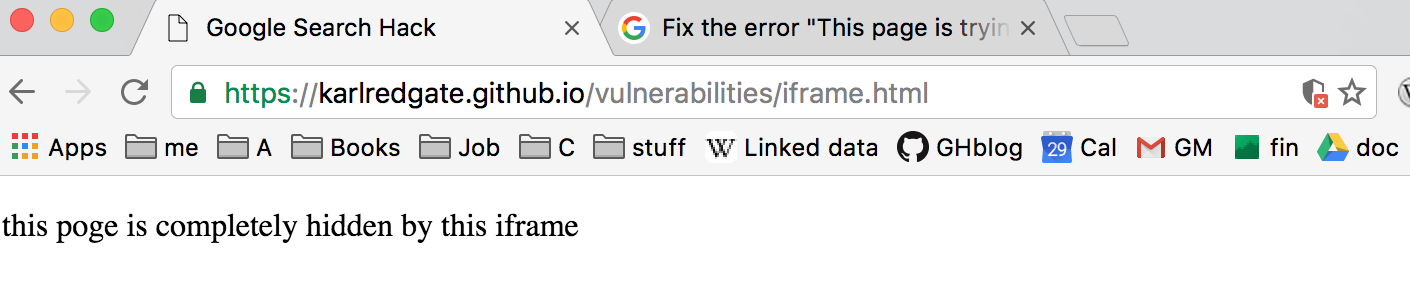 Google Search Hack Fix the error "This page is tryin
https://karlredgate.github.io/vulnerabilities/iframe.html
Apps me A Books Job C stuff W Linked data GHblog 29 Cal GM fin doc
this poge is completely hidden by this iframe